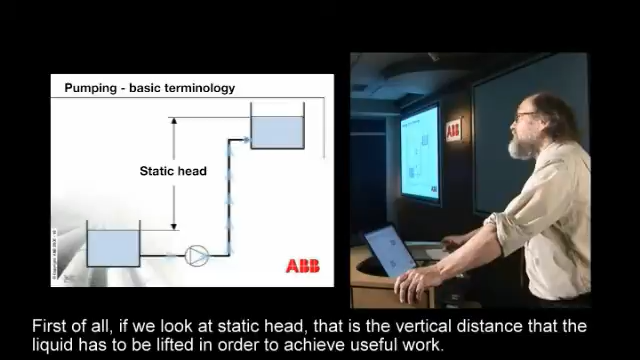 Pumping - basic terminology
Static head
ABB
ABB
First of all, if we look at static head, that is the vertical distance that the
liquid has to be lifted in order to achieve useful work.